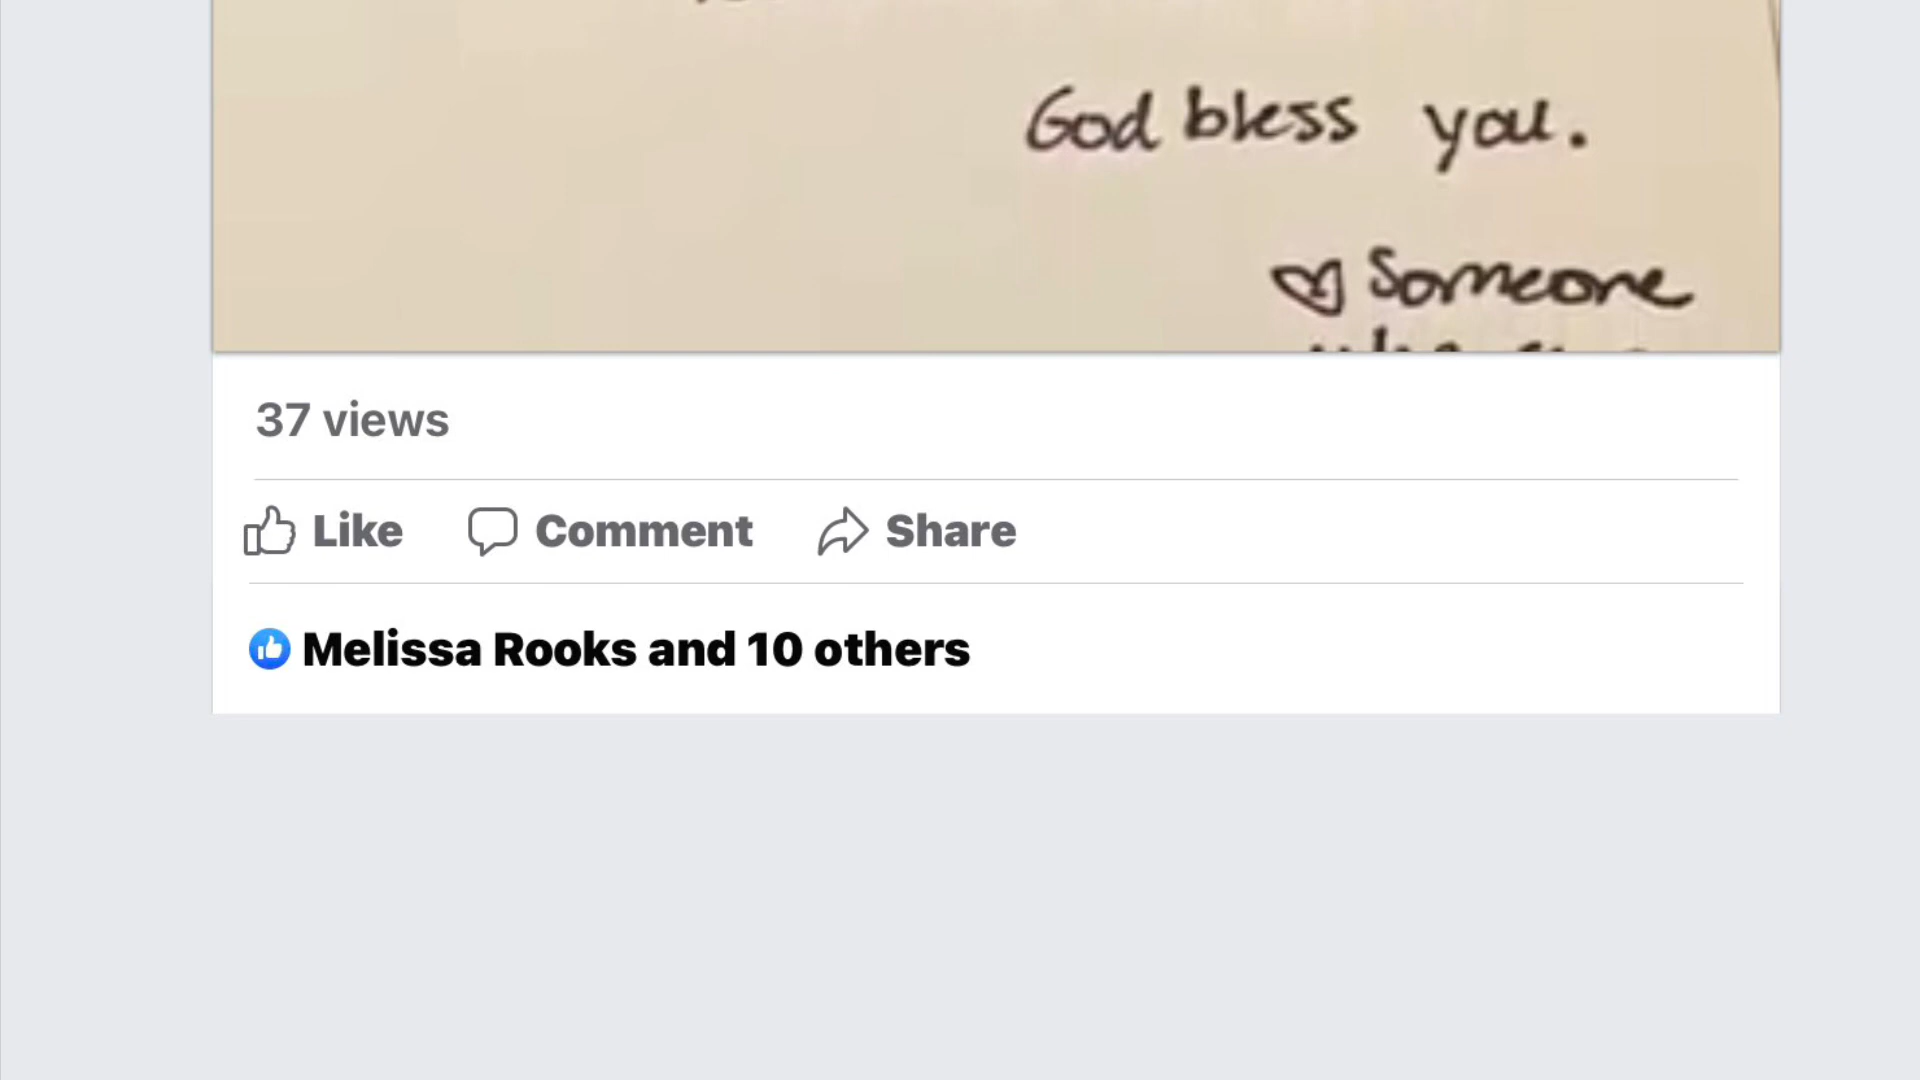 God bless you.
Someone
37 views
Like Comment Share
Melissa Rooks and 10 others